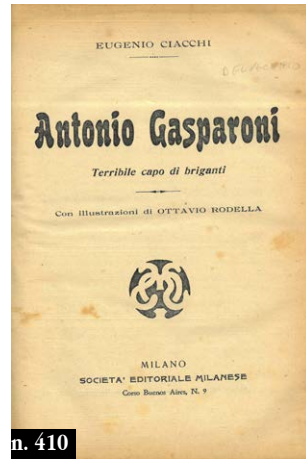 EUGENIO CIACCHI
Antonio Gasparoni
Terribile capo di briganti
Con illustrazioni di OTTAVIO RODELLA
MILANO
SOCIETA' EDITORIALE MILANESE
Corso Buenos Aires, N. 9
n. 410